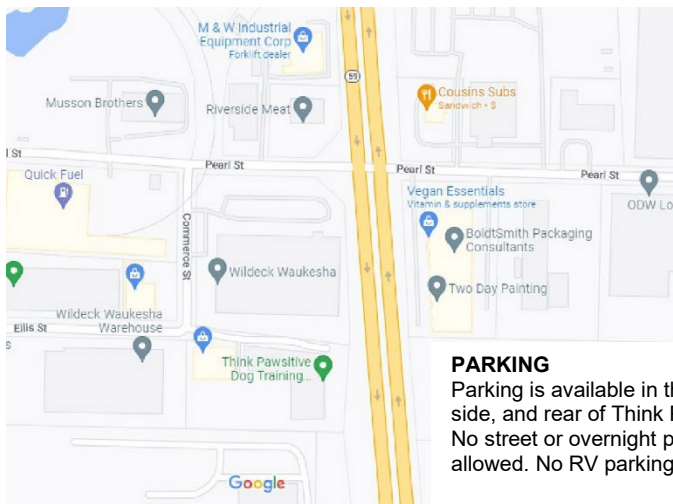 M & W Industrial
Equipment Corp
Forklift dealer
59
Musson Brothers
Riverside Meat
Cousins Subs
Sandwich • $
St
Pearl St
Pearl St
Pearl St
Quick Fuel
Vegan Essentials
Vitamin & supplements store
ODW Lo
Commerce St
BoldtSmith Packaging
Consultants
Wildeck Waukesha
Two Day Painting
Wildeck Waukesha
Warehouse
Ellis St
s
Think Pawsitive
Dog Training...
Google
PARKING
Parking is available in th
side, and rear of Think
No street or overnight p
allowed. No RV parking